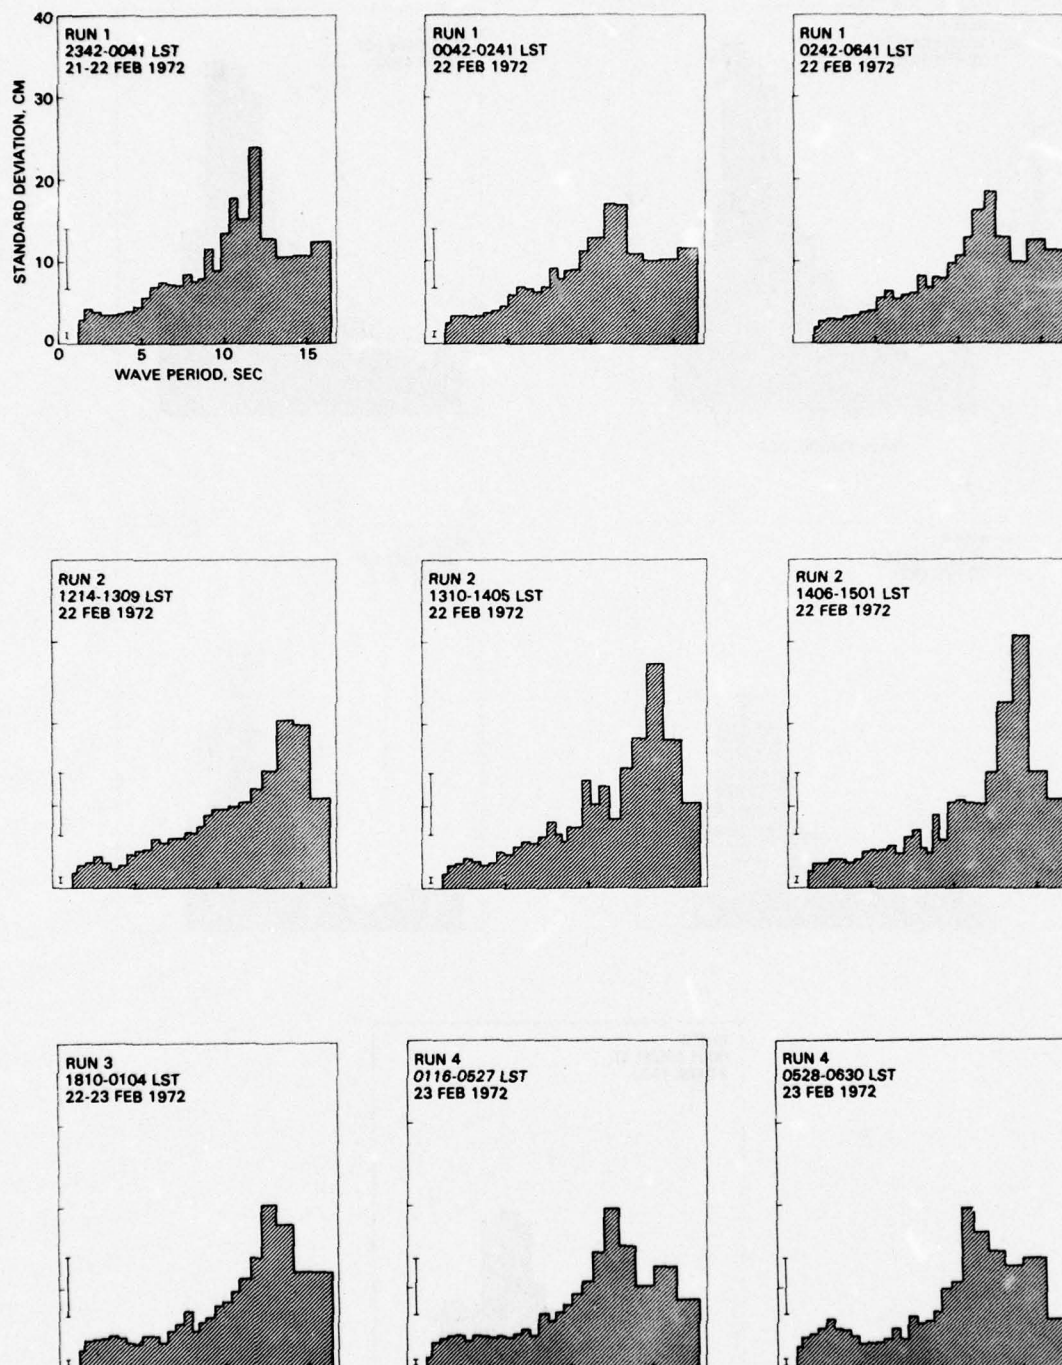 40
30
20
10
0
STANDARD DEVIATION, CM
RUN 1
2342-0041 LST
21-22 FEB 1972
0
5
10
15
WAVE PERIOD, SEC
RUN 1
0042-0241 LST
22 FEB 1972
RUN 1
0242-0641 LST
22 FEB 1972
RUN 2
1214-1309 LST
22 FEB 1972
RUN 2
1310-1405 LST
22 FEB 1972
RUN 2
1406-1501 LST
22 FEB 1972
RUN 3
1810-0104 LST
22-23 FEB 1972
RUN 4
0116-0527 LST
23 FEB 1972
RUN 4
0528-0630 LST
23 FEB 1972